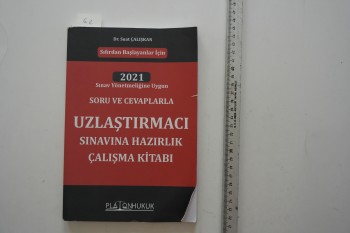 Dr. Suat ÇALIŞKAN
Sıfırdan Başlayanlar İçin
2021
Sınav Yönetmeliğine Uygun
SORU VE CEVAPLARLA
UZLAŞTIRMACI
SINAVINA HAZIRLIK
ÇALIŞMA KİTABI
PLATONHUKUK